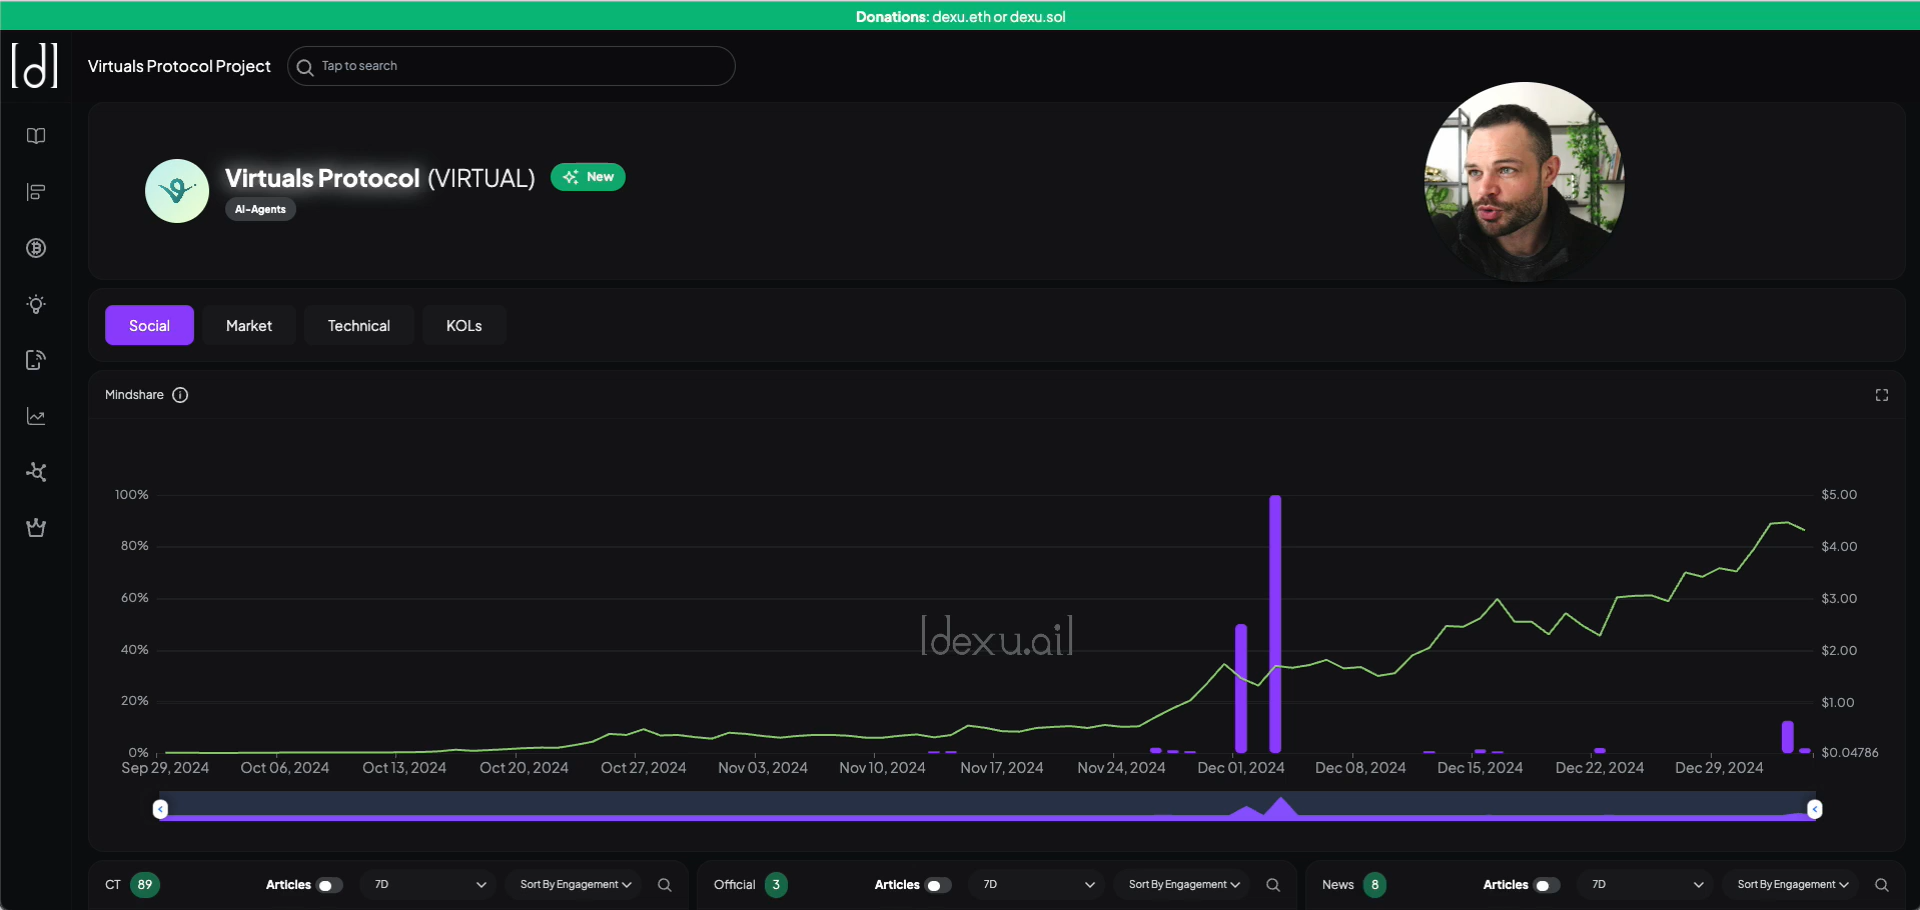 Donations: dexu.eth or dexu.sol
[d]
Virtuals Protocol Project
Tap to search
Virtuals Protocol (VIRTUAL)
New
AI-Agents
Social
Market
Technical
KOLs
Mindshare
100%
80%
60%
40%
20%
0%
$5.00
$4.00
$3.00
$2.00
$1.00
$0.04786
[dexu.ai]
Sep 29, 2024
Oct 06, 2024
Oct 13, 2024
Oct 20, 2024
Oct 27, 2024
Nov 03, 2024
Nov 10, 2024
Nov 17, 2024
Nov 24, 2024
Dec 01, 2024
Dec 08, 2024
Dec 15, 2024
Dec 22, 2024
Dec 29, 2024
CT 89
Articles
7D
Sort By Engagement
Official 3
Articles
7D
Sort By Engagement
News 8
Articles
7D
Sort By Engagement